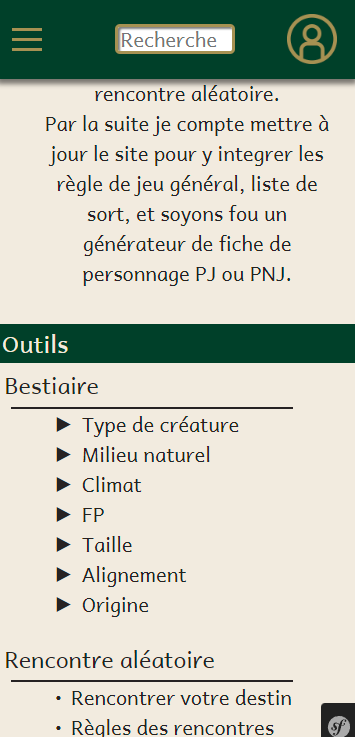 Recherche
rencontre aléatoire.
Par la suite je compte mettre à
jour le site pour y integrer les
règle de jeu général, liste de
sort, et soyons fou un
générateur de fiche de
personnage PJ ou PNJ.
Outils
Bestiaire
► Type de créature
► Milieu naturel
► Climat
► FP
► Taille
► Alignement
► Origine
Rencontre aléatoire
• Rencontrer votre destin
• Règles des rencontres
sf